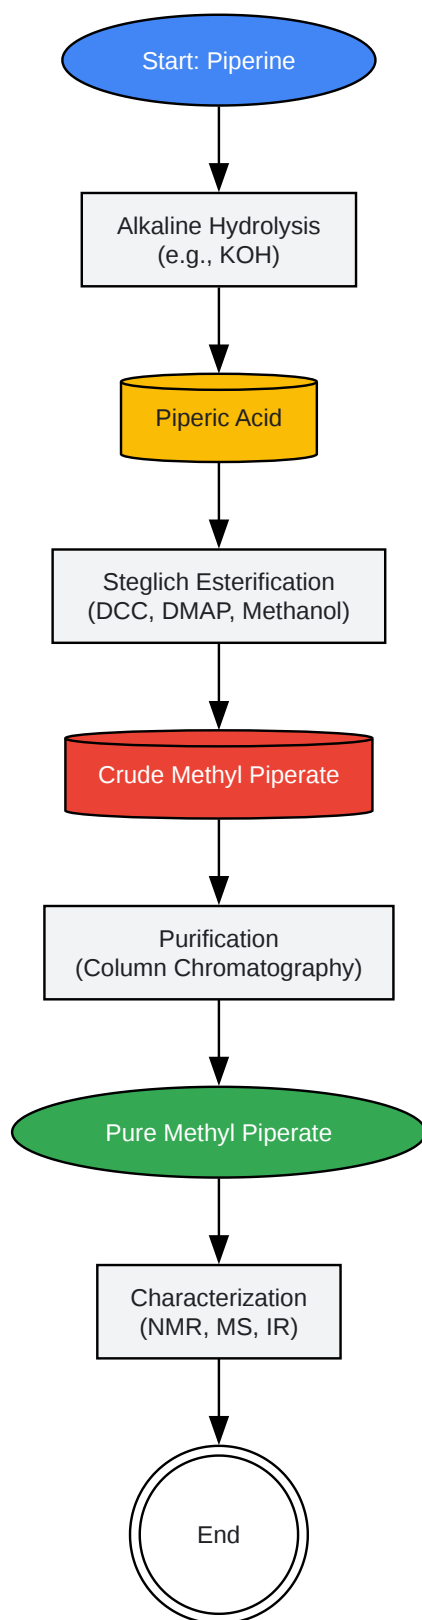 Start: Piperine
Alkaline Hydrolysis
(e.g., KOH)
Piperic Acid
Steglich Esterification
(DCC, DMAP, Methanol)
Crude Methyl Piperate
Purification
(Column Chromatography)
Pure Methyl Piperate
Characterization
(NMR, MS, IR)
End